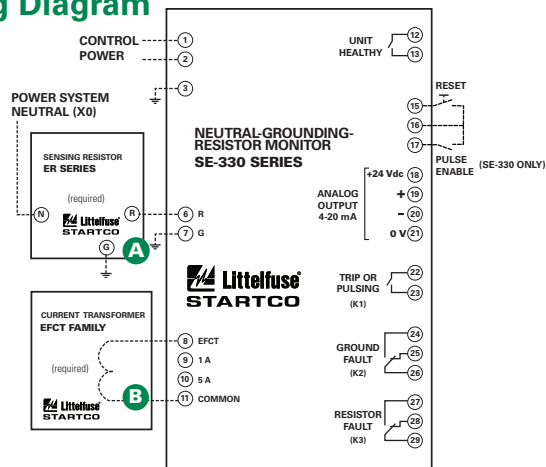 g Diagram
CONTROL
POWER
1
2
3
POWER SYSTEM
NEUTRAL (X0)
SENSING RESISTOR
ER SERIES
(required)
N
R
Littelfuse®
STARTCO
G
A
6 R
7 G
CURRENT TRANSFORMER
EFCT FAMILY
(required)
Littelfuse
STARTCO
B
8 EFCT
9 1 A
10 5 A
11 COMMON
NEUTRAL-GROUNDING-
RESISTOR MONITOR
SE-330 SERIES
Littelfuse®
STARTCO
UNIT
HEALTHY
12
13
RESET
15
16
17
PULSE
ENABLE
(SE-330 ONLY)
ANALOG
OUTPUT
4-20 mA
+24 Vdc 18
+ 19
− 20
0 V 21
TRIP OR
PULSING
(K1)
22
23
GROUND
FAULT
(K2)
24
25
26
RESISTOR
FAULT
(K3)
27
28
29